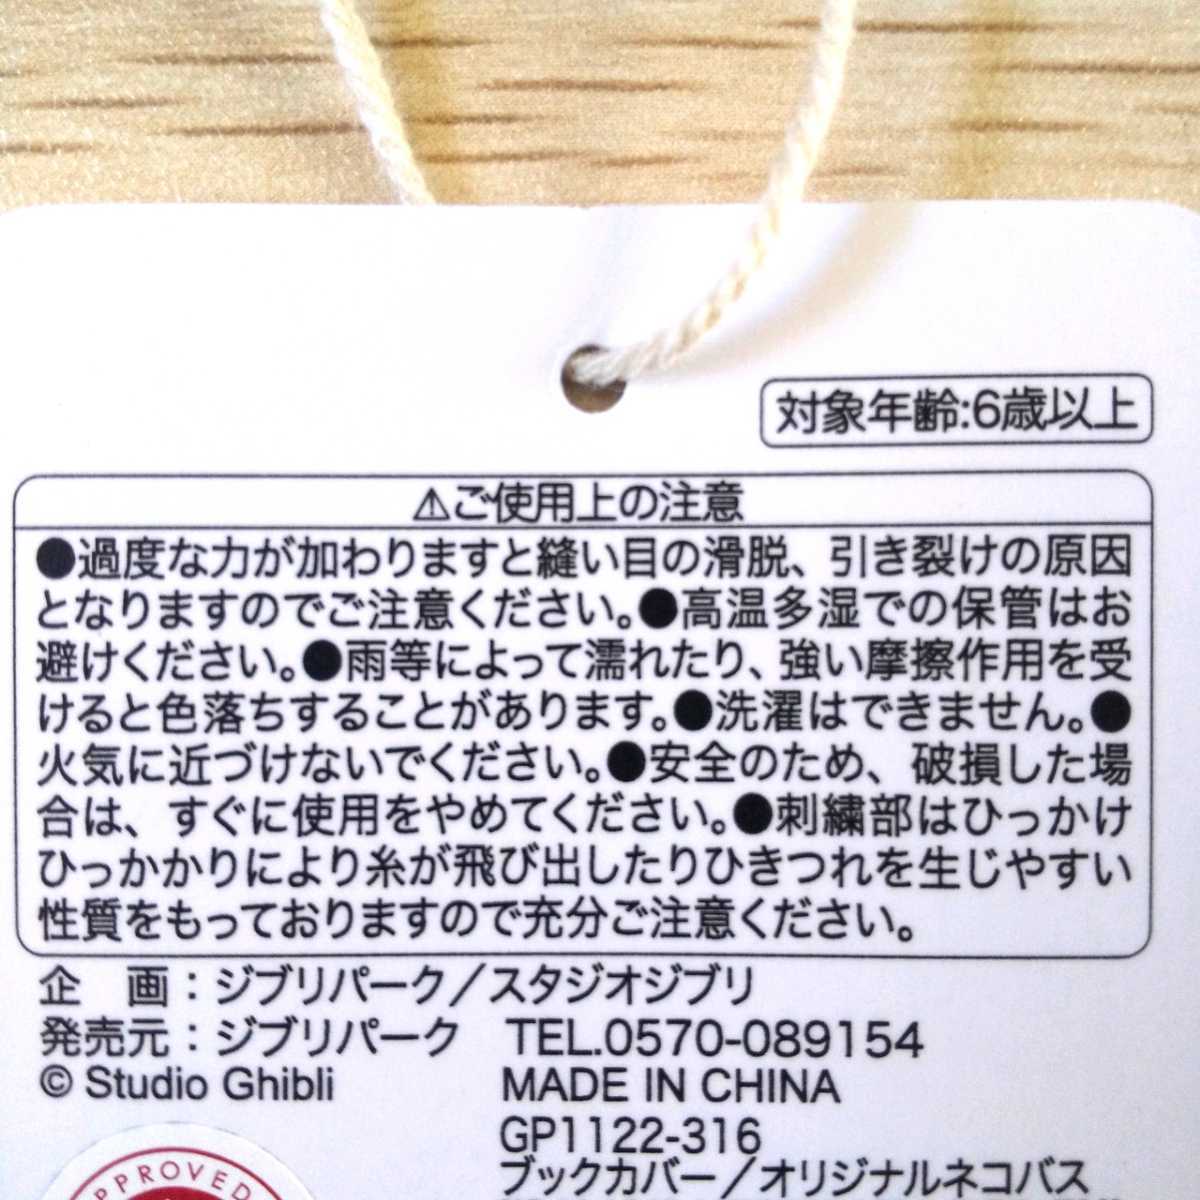 対象年齢:6歳以上
⚠ご使用上の注意
●過度な力が加わりますと縫い目の滑脱、引き裂けの原因
となりますのでご注意ください。●高温多湿での保管はお
避けください。●雨等によって濡れたり、強い摩擦作用を受
けると色落ちすることがあります。●洗濯はできません。●
火気に近づけないでください。●安全のため、破損した場
合は、すぐに使用をやめてください。●刺繍部はひっかけ
ひっかかりにより糸が飛び出したりひきつれを生じやすい
性質をもっておりますので充分ご注意ください。
企　画：ジブリパーク／スタジオジブリ
発売元：ジブリパーク　TEL.0570-089154
© Studio Ghibli　MADE IN CHINA
GP1122-316
ブックカバー／オリジナルネコバス
APPROVED